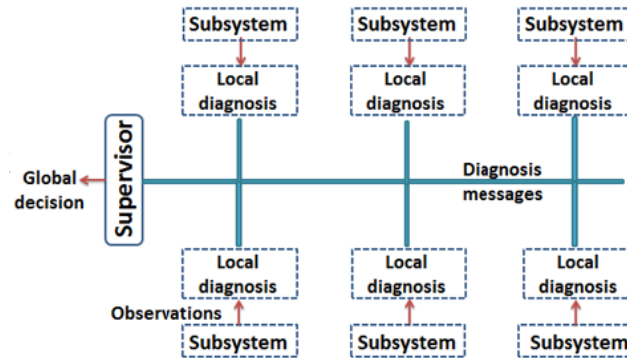 Subsystem
Subsystem
Subsystem
Local
diagnosis
Local
diagnosis
Local
diagnosis
Supervisor
Global
decision
Diagnosis
messages
Local
diagnosis
Local
diagnosis
Local
diagnosis
Observations
Subsystem
Subsystem
Subsystem